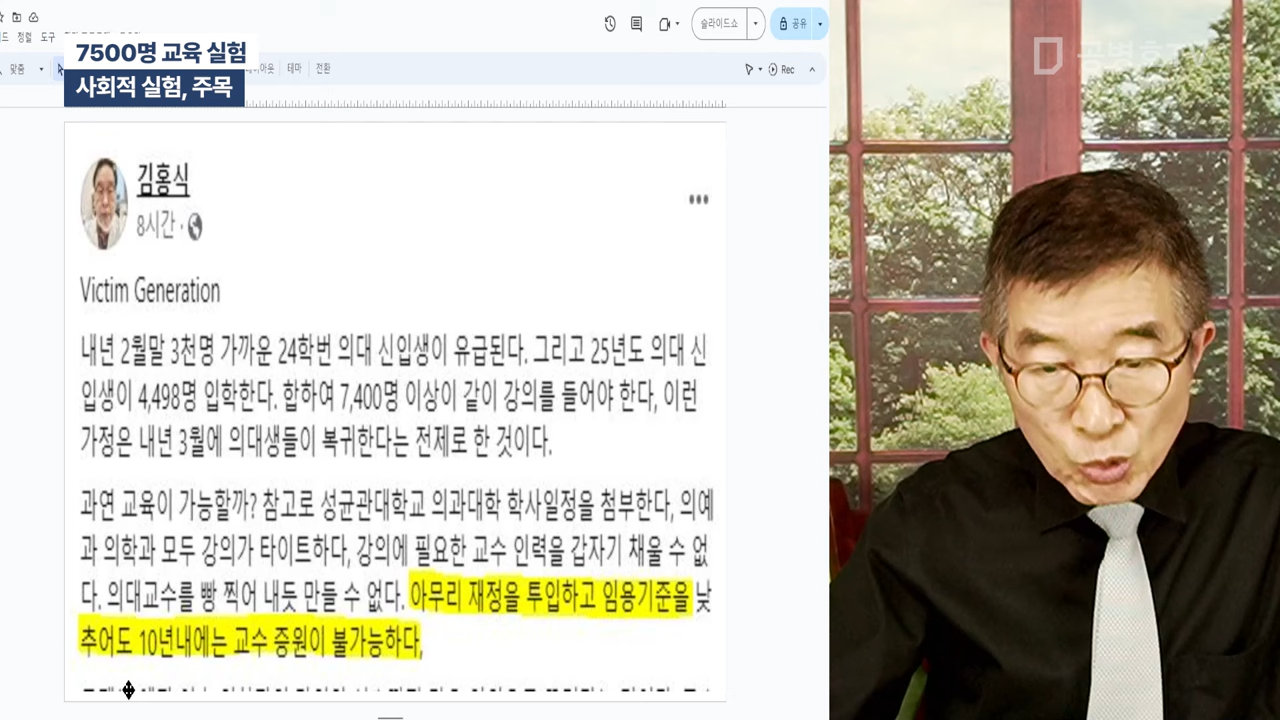 슬라이드쇼
공유
정렬
도구
7500명 교육 실험
맞춤
테마
전환
Rec
사회적 실험, 주목
공병호TV
김홍식
8시간 ·
Victim Generation
내년 2월말 3천명 가까운 24학번 의대 신입생이 유급된다. 그리고 25년도 의대 신
입생이 4,498명 입학한다. 합하여 7,400명 이상이 같이 강의를 들어야 한다, 이런
가정은 내년 3월에 의대생들이 복귀한다는 전제로 한 것이다.
과연 교육이 가능할까? 참고로 성균관대학교 의과대학 학사일정을 첨부한다, 의예
과 의학과 모두 강의가 타이트하다, 강의에 필요한 교수 인력을 갑자기 채울 수 없
다. 의대교수를 빵 찍어 내듯 만들 수 없다. 아무리 재정을 투입하고 임용기준을 낮
추어도 10년내에는 교수 증원이 불가능하다,